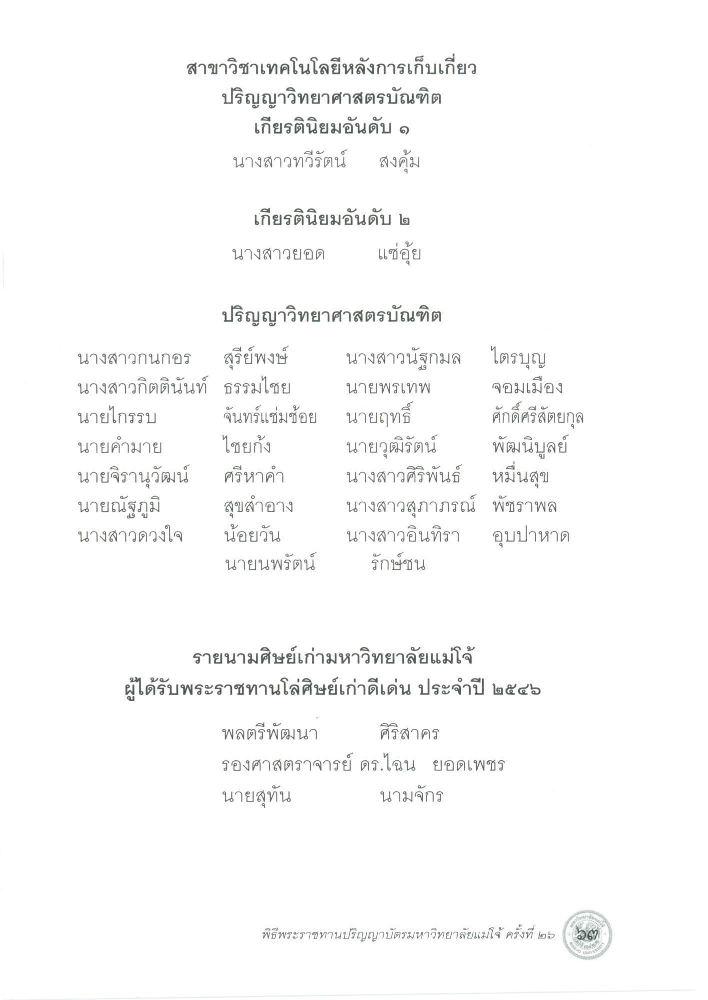 สาขาวิชาเทคโนโลยีหลังการเก็บเกี่ยว
ปริญญาวิทยาศาสตรบัณฑิต
เกียรตินิยมอันดับ ๑
นางสาวทวีรัตน์ สงคุ้ม
เกียรตินิยมอันดับ ๒
นางสาวยอด แซ่อุ้ย
ปริญญาวิทยาศาสตรบัณฑิต
นางสาวกนกอร สุรีย์พงษ์ นางสาวนัฐกมล ไตรบุญ
นางสาวกิตตินันท์ ธรรมไชย นายพรเทพ จอมเมือง
นายไกรรบ จันทร์แช่มช้อย นายฤทธิ์ ศักดิ์ศรีสัตยกุล
นายคำมาย ไชยก้ง นายวุฒิรัตน์ พัฒนิบูลย์
นายจิรานุวัฒน์ ศรีหาคำ นางสาวศิริพันธ์ หมื่นสุข
นายณัฐภูมิ สุขสำอาง นางสาวสุภาภรณ์ พัชราพล
นางสาวดวงใจ น้อยวัน นางสาวอินทิรา อุบปาหาด
นายนพรัตน์ รักษ์ชน
รายนามศิษย์เก่ามหาวิทยาลัยแม่โจ้
ผู้ได้รับพระราชทานโล่ศิษย์เก่าดีเด่น ประจำปี ๒๕๔๖
พลตรีพัฒนา ศิริสาคร
รองศาสตราจารย์ ดร.ไฉน ยอดเพชร
นายสุทัน นามจักร
พิธีพระราชทานปริญญาบัตรมหาวิทยาลัยแม่โจ้ ครั้งที่ ๒๖
๖๓
มหาวิทยาลัยแม่โจ้
MAEJO UNIVERSITY